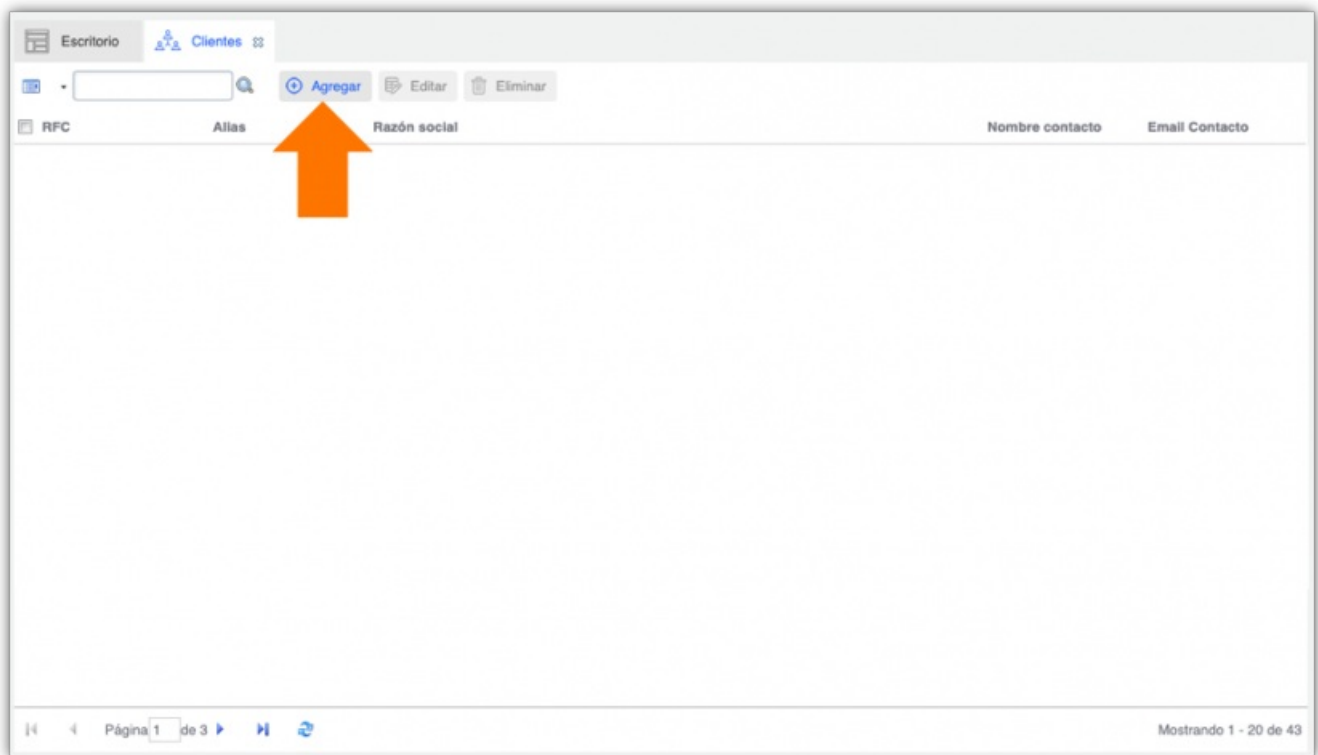 Escritorio Clientes
Agregar Editar Eliminar
RFC Alias Razón social Nombre contacto Email Contacto
Página 1 de 3 Mostrando 1 - 20 de 43